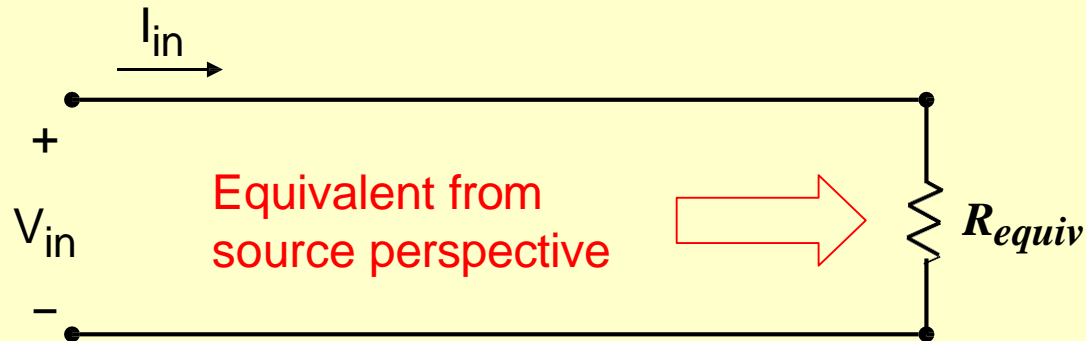 I_in
+
V_in
−
Equivalent from
source perspective
R_equiv